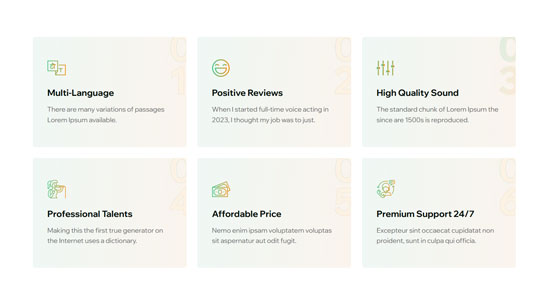 01
Multi-Language
There are many variations of passages
Lorem Ipsum available.
02
Positive Reviews
When I started full-time voice acting in
2023, I thought my job was to just.
03
High Quality Sound
The standard chunk of Lorem Ipsum the
since are 1500s is reproduced.
04
Professional Talents
Making this the first true generator on
the Internet uses a dictionary.
05
Affordable Price
Nemo enim ipsam voluptatem voluptas
sit aspernatur aut odit fugit.
06
Premium Support 24/7
Excepteur sint occaecat cupidatat non
proident, sunt in culpa qui officia.